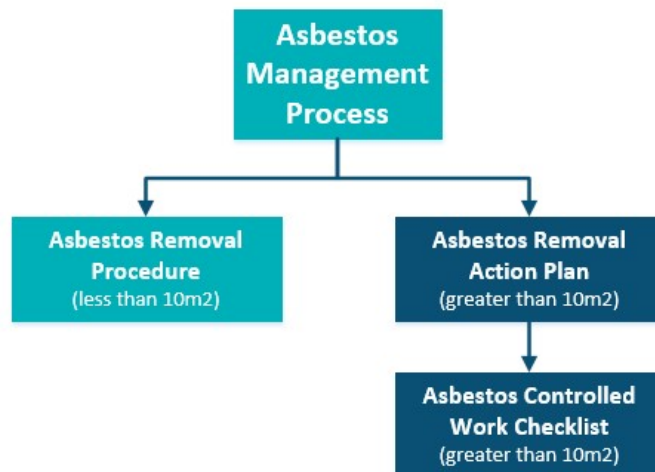 Asbestos
Management
Process
Asbestos Removal
Procedure
(less than 10m2)
Asbestos Removal
Action Plan
(greater than 10m2)
Asbestos Controlled
Work Checklist
(greater than 10m2)